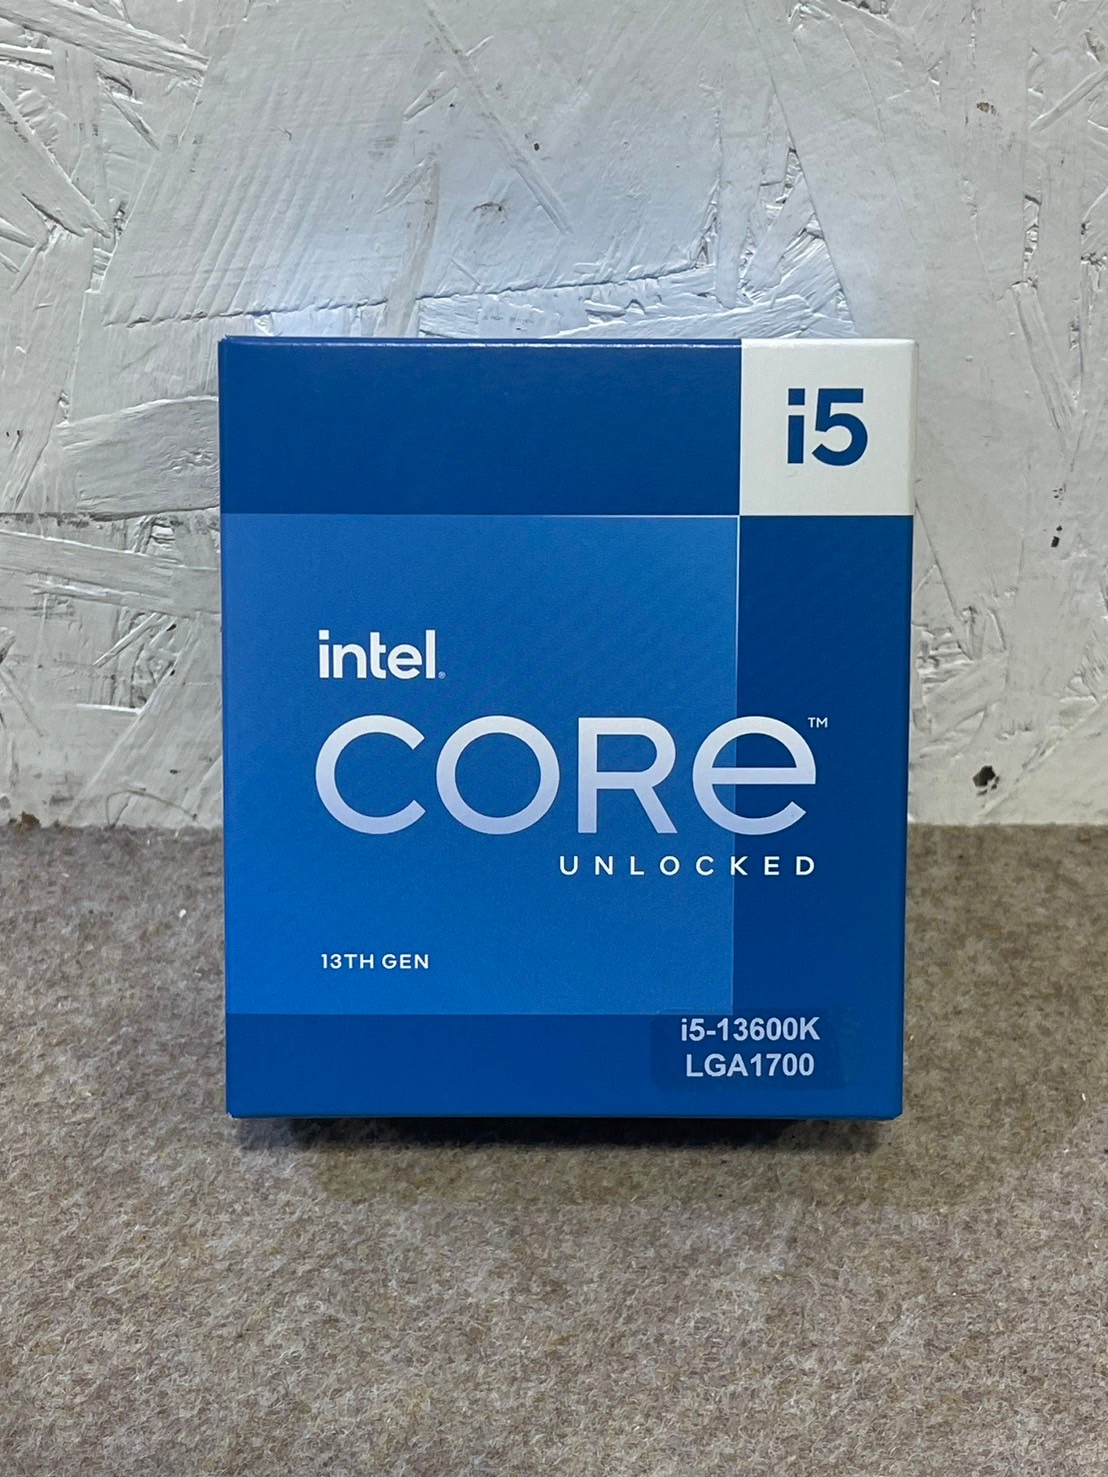 i5
intel.
CORe™
UNLOCKED
13TH GEN
i5-13600K
LGA1700